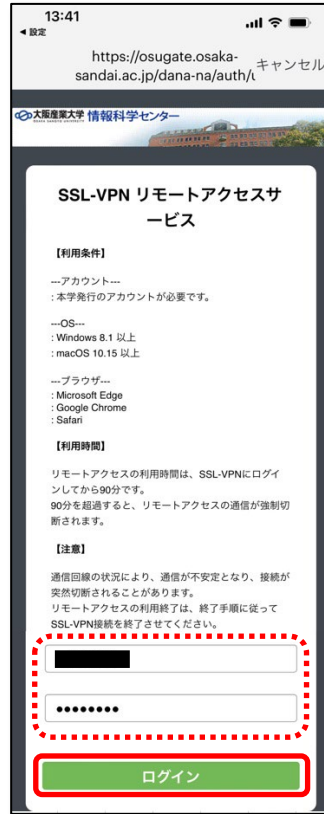 13:41
◀ 設定
https://osugate.osaka-
sandai.ac.jp/dana-na/auth/u
キャンセル
大阪産業大学 情報科学センター
SSL-VPN リモートアクセスサ
ービス
【利用条件】
---アカウント---
: 本学発行のアカウントが必要です。
---OS---
: Windows 8.1 以上
: macOS 10.15 以上
---ブラウザ---
: Microsoft Edge
: Google Chrome
: Safari
【利用時間】
リモートアクセスの利用時間は、SSL-VPNにログイ
ンしてから90分です。
90分を超過すると、リモートアクセスの通信が強制切
断されます。
【注意】
通信回線の状況により、通信が不安定となり、接続が
突然切断されることがあります。
リモートアクセスの利用終了は、終了手順に従って
SSL-VPN接続を終了させてください。
••••••••
ログイン